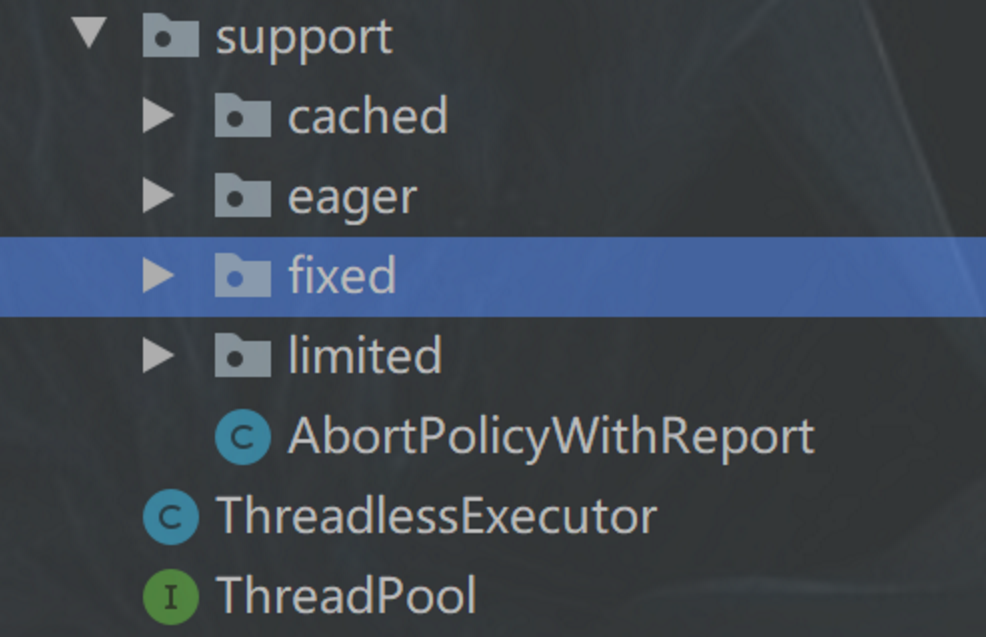 support
cached
eager
fixed
limited
C AbortPolicyWithReport
C ThreadlessExecutor
I ThreadPool